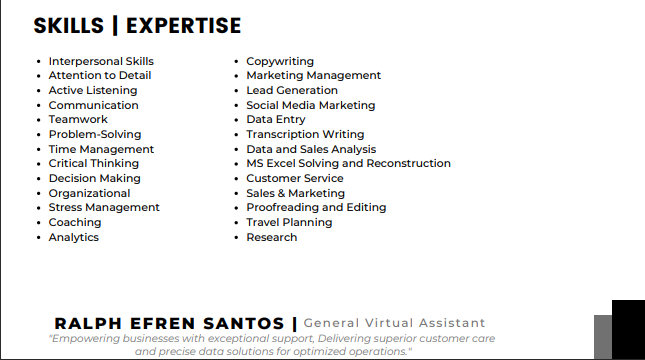 SKILLS | EXPERTISE
• Interpersonal Skills
• Attention to Detail
• Active Listening
• Communication
• Teamwork
• Problem-Solving
• Time Management
• Critical Thinking
• Decision Making
• Organizational
• Stress Management
• Coaching
• Analytics
• Copywriting
• Marketing Management
• Lead Generation
• Social Media Marketing
• Data Entry
• Transcription Writing
• Data and Sales Analysis
• MS Excel Solving and Reconstruction
• Customer Service
• Sales & Marketing
• Proofreading and Editing
• Travel Planning
• Research
RALPH EFREN SANTOS | General Virtual Assistant
"Empowering businesses with exceptional support, Delivering superior customer care
and precise data solutions for optimized operations."